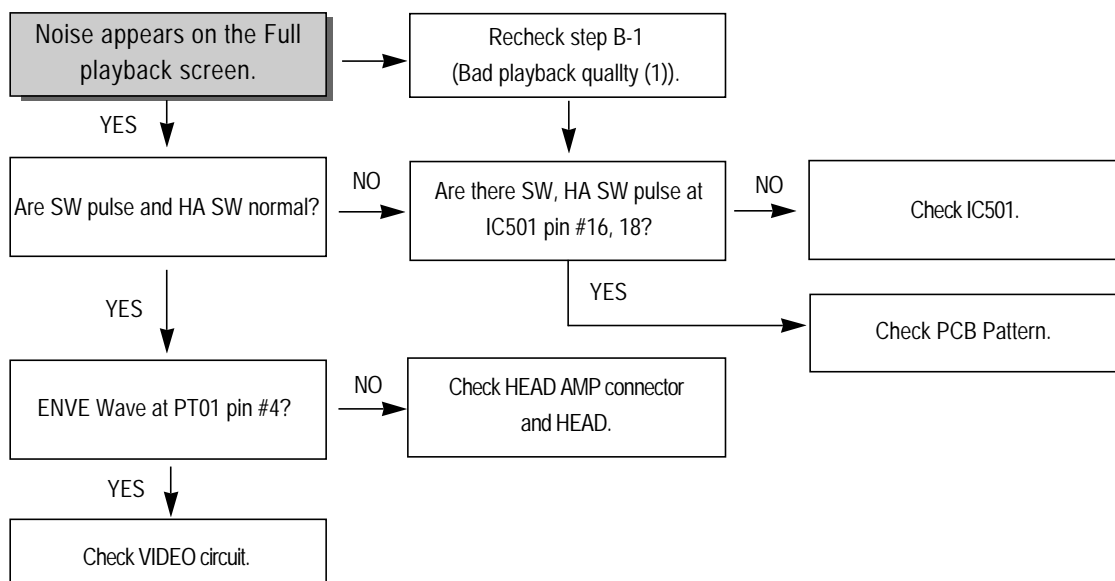 Noise appears on the Full
playback screen.
Recheck step B-1
(Bad playback quallty (1)).
YES
Are SW pulse and HA SW normal?
NO
Are there SW, HA SW pulse at
IC501 pin #16, 18?
NO
Check IC501.
YES
YES
Check PCB Pattern.
ENVE Wave at PT01 pin #4?
NO
Check HEAD AMP connector
and HEAD.
YES
Check VIDEO circuit.